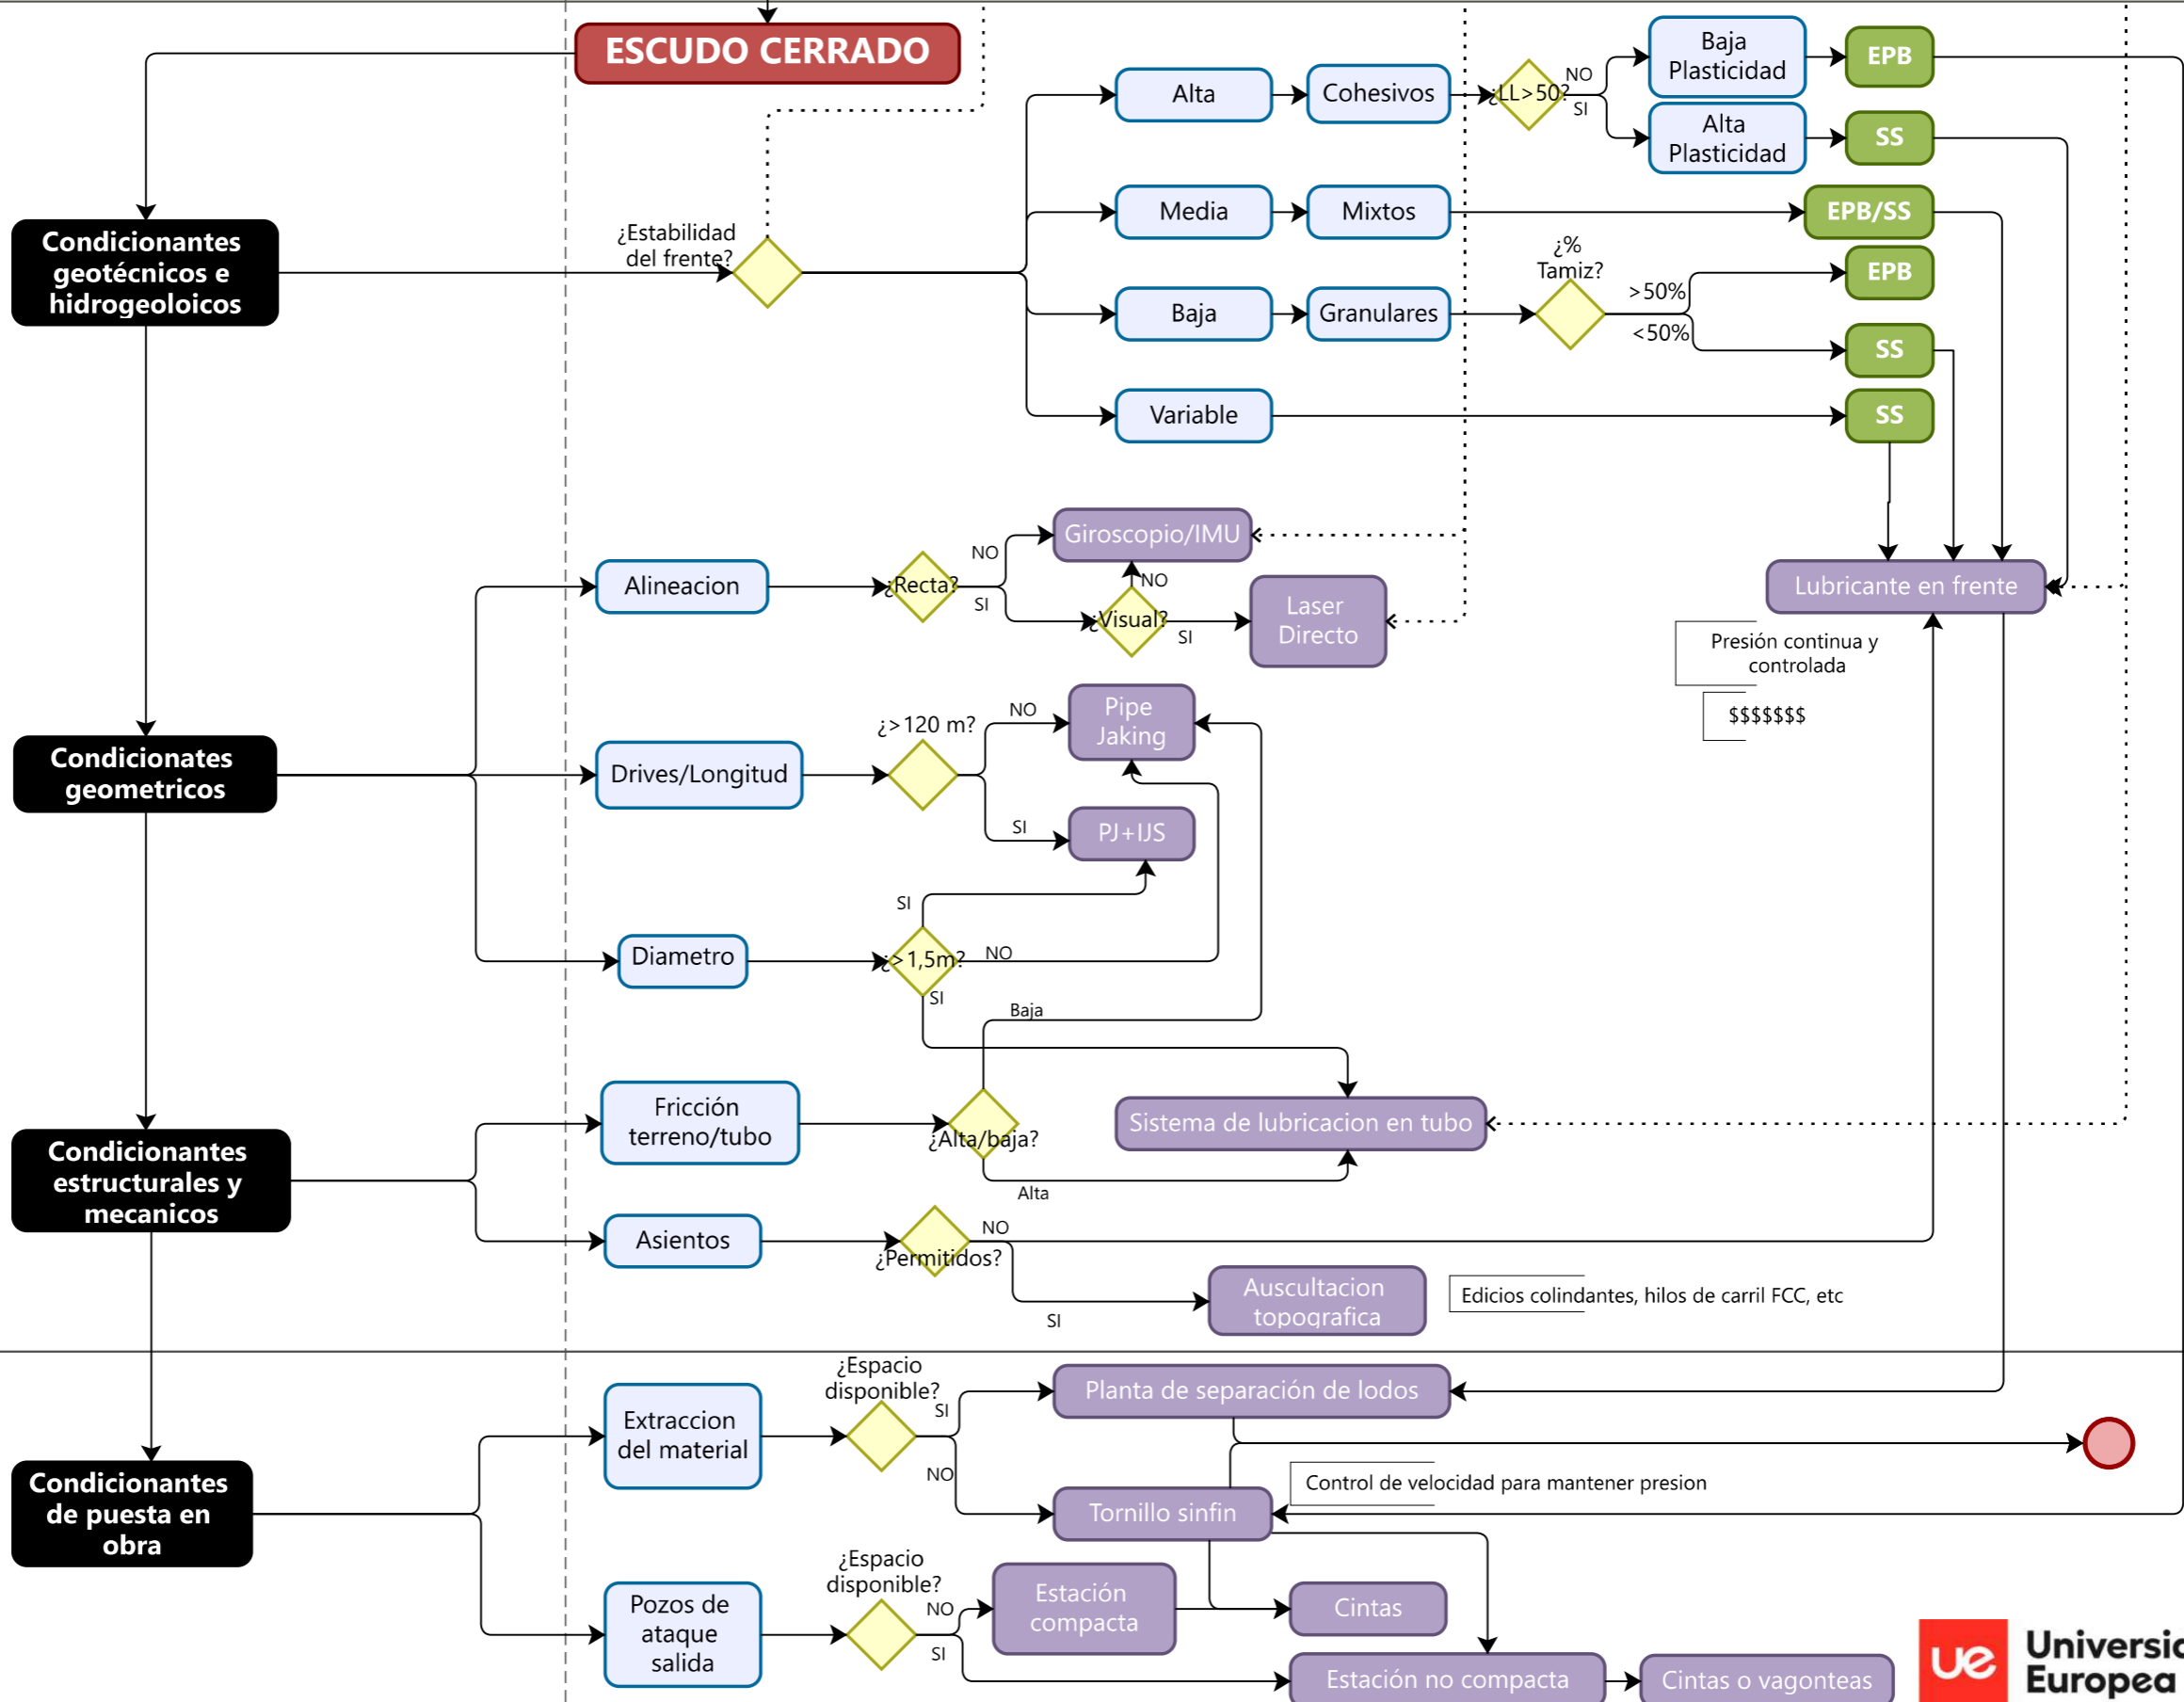 ESCUDO CERRADO
Alta
Cohesivos
¿LL>50?
NO
SI
Baja
Plasticidad
EPB
Alta
Plasticidad
SS
Condicionantes
geotécnicos e
hidrogeoloicos
¿Estabilidad
del frente?
Media
Mixtos
EPB/SS
Baja
Granulares
¿%
Tamiz?
>50%
<50%
EPB
SS
Variable
SS
Alineacion
¿Recta?
NO
SI
Giroscopio/IMU
NO
¿Visual?
SI
Laser
Directo
Lubricante en frente
Presión continua y
controlada
$$$$$$$
Condicionates
geometricos
Drives/Longitud
¿>120 m?
NO
SI
Pipe
Jaking
PJ+IJS
Diametro
SI
¿>1,5m?
NO
SI
Baja
Condicionantes
estructurales y
mecanicos
Fricción
terreno/tubo
¿Alta/baja?
Alta
Sistema de lubricacion en tubo
Asientos
¿Permitidos?
NO
SI
Auscultacion
topografica
Edicios colindantes, hilos de carril FCC, etc
Condicionantes
de puesta en
obra
Extraccion
del material
¿Espacio
disponible?
SI
NO
Planta de separación de lodos
Control de velocidad para mantener presion
Tornillo sinfin
Pozos de
ataque
salida
¿Espacio
disponible?
NO
SI
Estación
compacta
Cintas
Estación no compacta
Cintas o vagonteas
ue
Universid
Europea